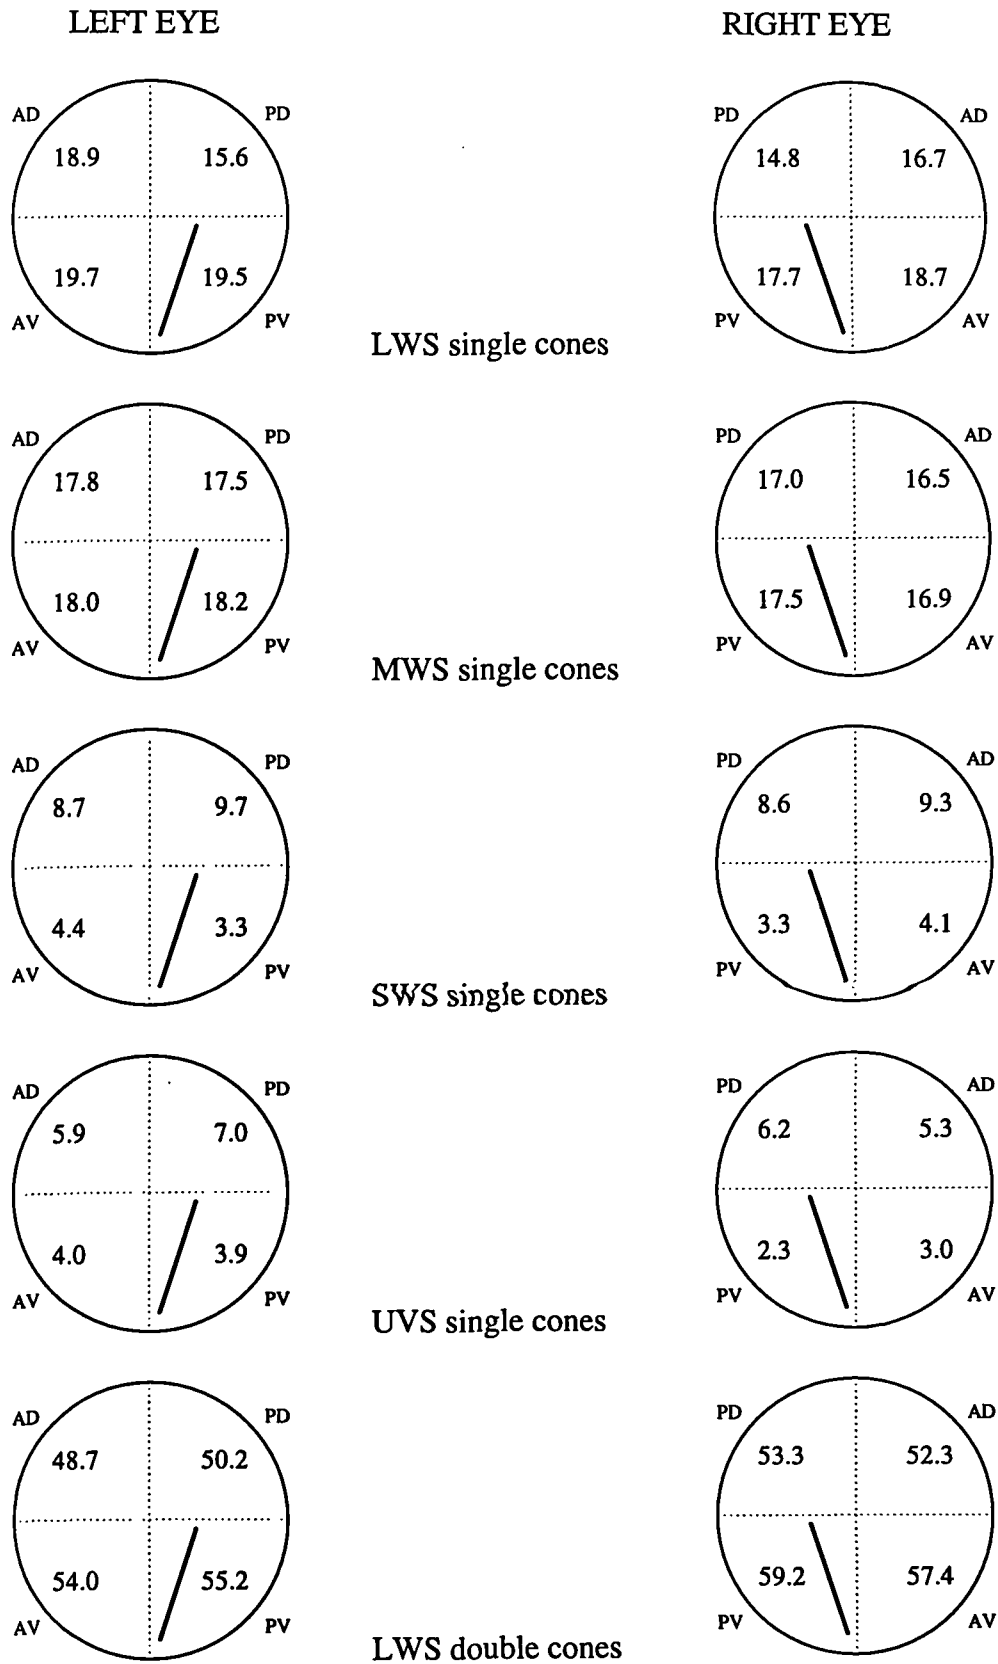 LEFT EYE RIGHT EYE
AD PD PD AD
18.9 15.6 14.8 16.7
19.7 19.5 17.7 18.7
AV PV PV AV
LWS single cones
AD PD PD AD
17.8 17.5 17.0 16.5
18.0 18.2 17.5 16.9
AV PV PV AV
MWS single cones
AD PD PD AD
8.7 9.7 8.6 9.3
4.4 3.3 3.3 4.1
AV PV PV AV
SWS single cones
AD PD PD AD
5.9 7.0 6.2 5.3
4.0 3.9 2.3 3.0
AV PV PV AV
UVS single cones
AD PD PD AD
48.7 50.2 53.3 52.3
54.0 55.2 59.2 57.4
AV PV PV AV
LWS double cones